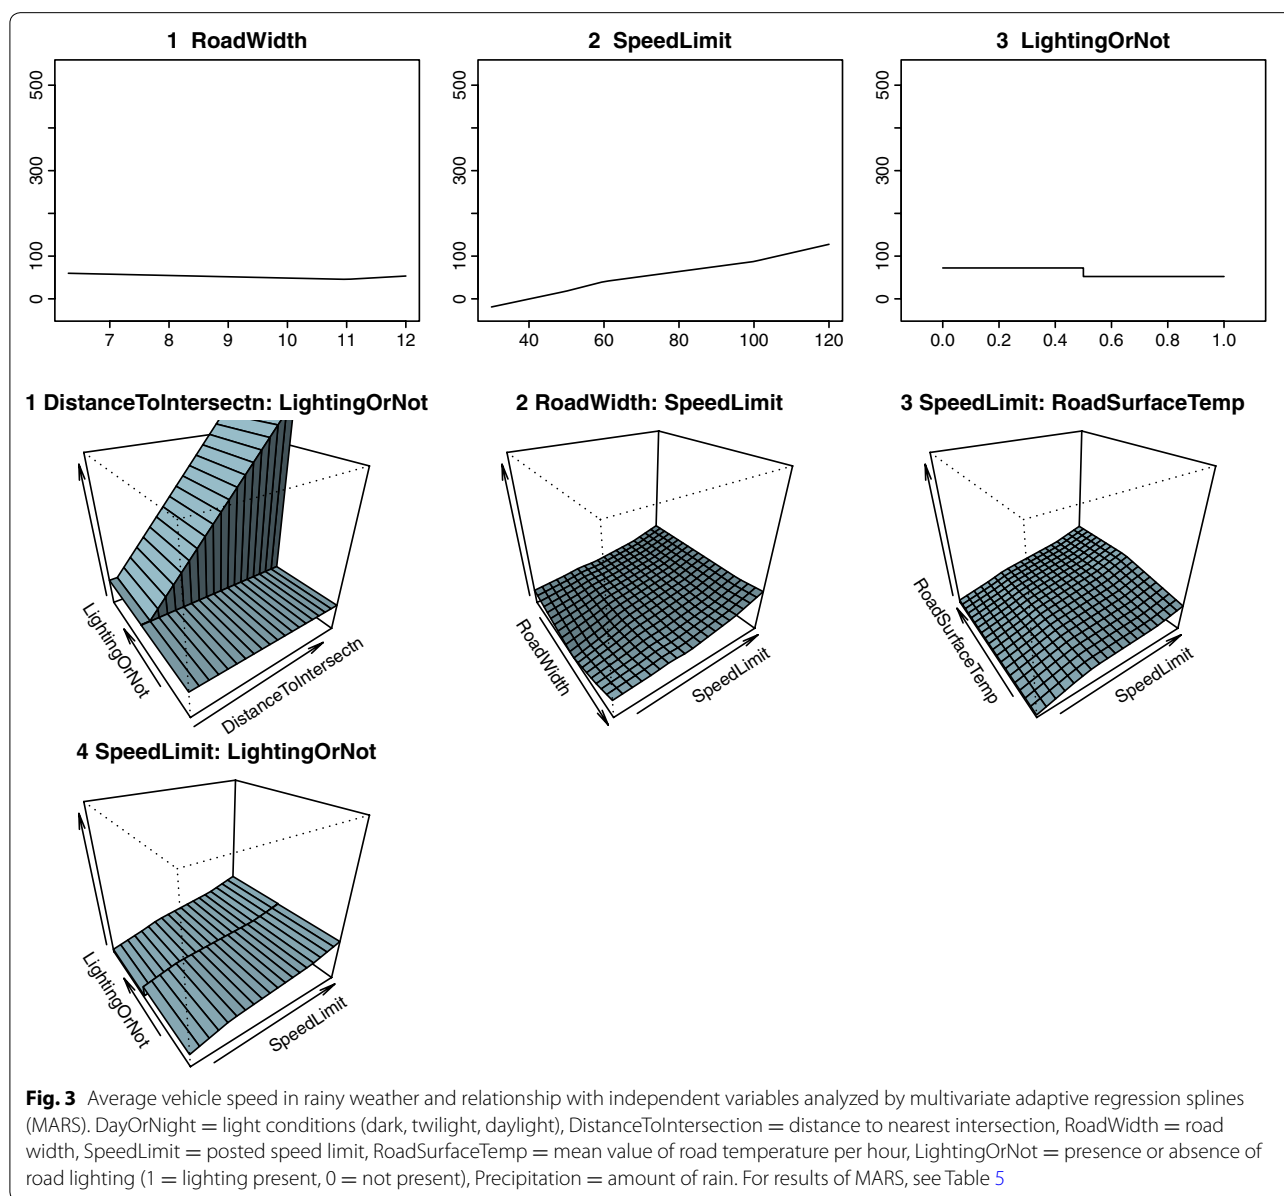 1 RoadWidth
2 SpeedLimit
3 LightingOrNot
500
300
100
0
7 8 9 10 11 12
500
300
100
0
40 60 80 100 120
500
300
100
0
0.0 0.2 0.4 0.6 0.8 1.0
1 DistanceToIntersectn: LightingOrNot
2 RoadWidth: SpeedLimit
3 SpeedLimit: RoadSurfaceTemp
LightingOrNot
DistanceToIntersectn
RoadWidth
SpeedLimit
RoadSurfaceTemp
SpeedLimit
4 SpeedLimit: LightingOrNot
LightingOrNot
SpeedLimit
Fig. 3 Average vehicle speed in rainy weather and relationship with independent variables analyzed by multivariate adaptive regression splines
(MARS). DayOrNight = light conditions (dark, twilight, daylight), DistanceToIntersection = distance to nearest intersection, RoadWidth = road
width, SpeedLimit = posted speed limit, RoadSurfaceTemp = mean value of road temperature per hour, LightingOrNot = presence or absence of
road lighting (1 = lighting present, 0 = not present), Precipitation = amount of rain. For results of MARS, see Table 5